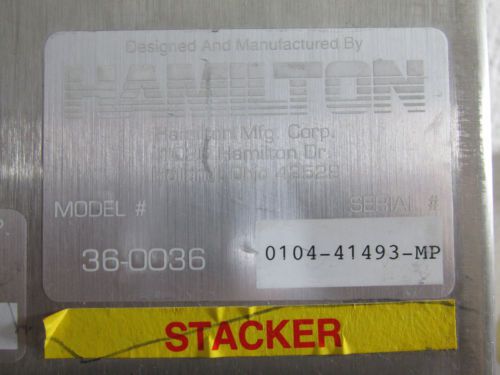 Designed And Manufactured By
HAMILTON
Hamilton Mfg. Corp.
Hamilton Dr.
Ohio
MODEL #
SERIAL #
36-0036
0104-41493-MP
P.
STACKER